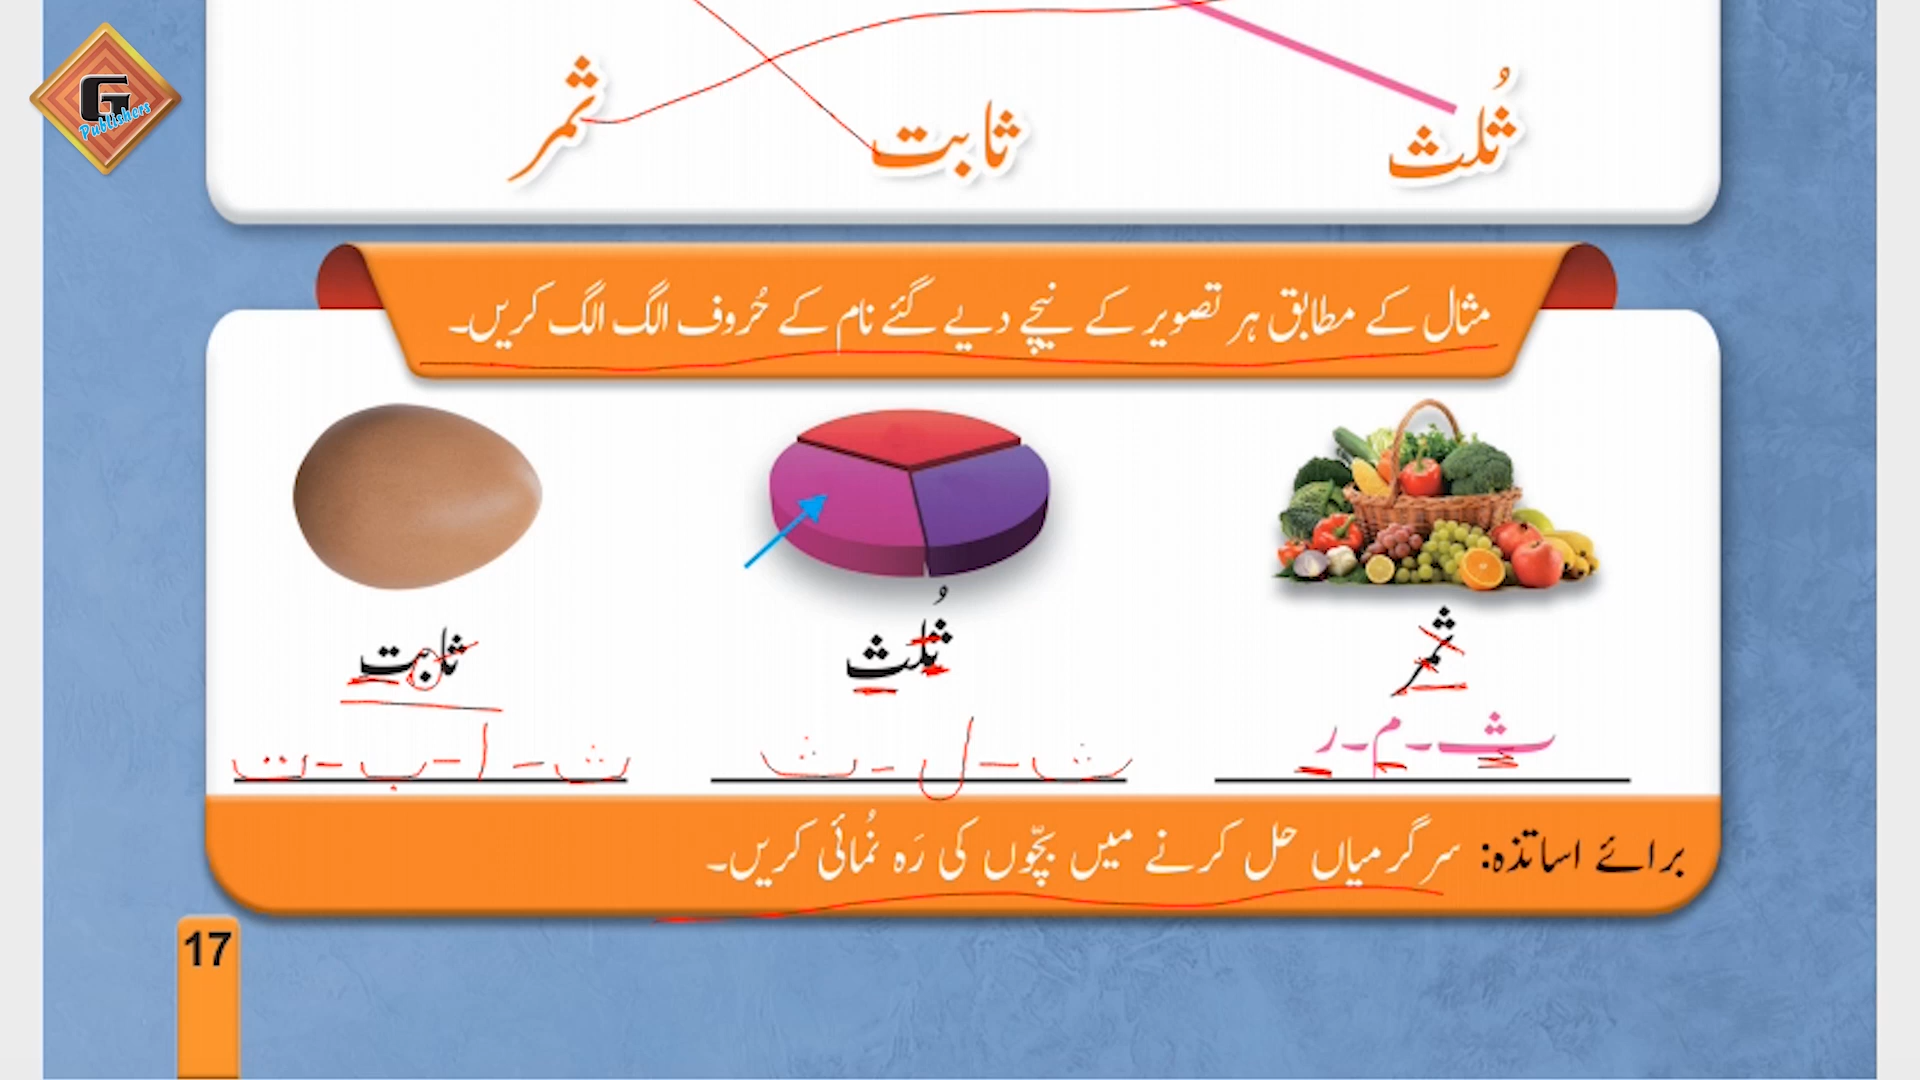 G Publishers
ثُلث ثابت ثمر
مثال کے مطابق ہر تصویر کے نیچے دیے گئے نام کے حُروف الگ الگ کریں۔
ثمر ثُلث ثابت
ث-م-ر ث-ل-ث ث-ا-ب-ت
برائے اساتذہ: سرگرمیاں حل کرنے میں بچّوں کی رَہ نُمائی کریں۔
17